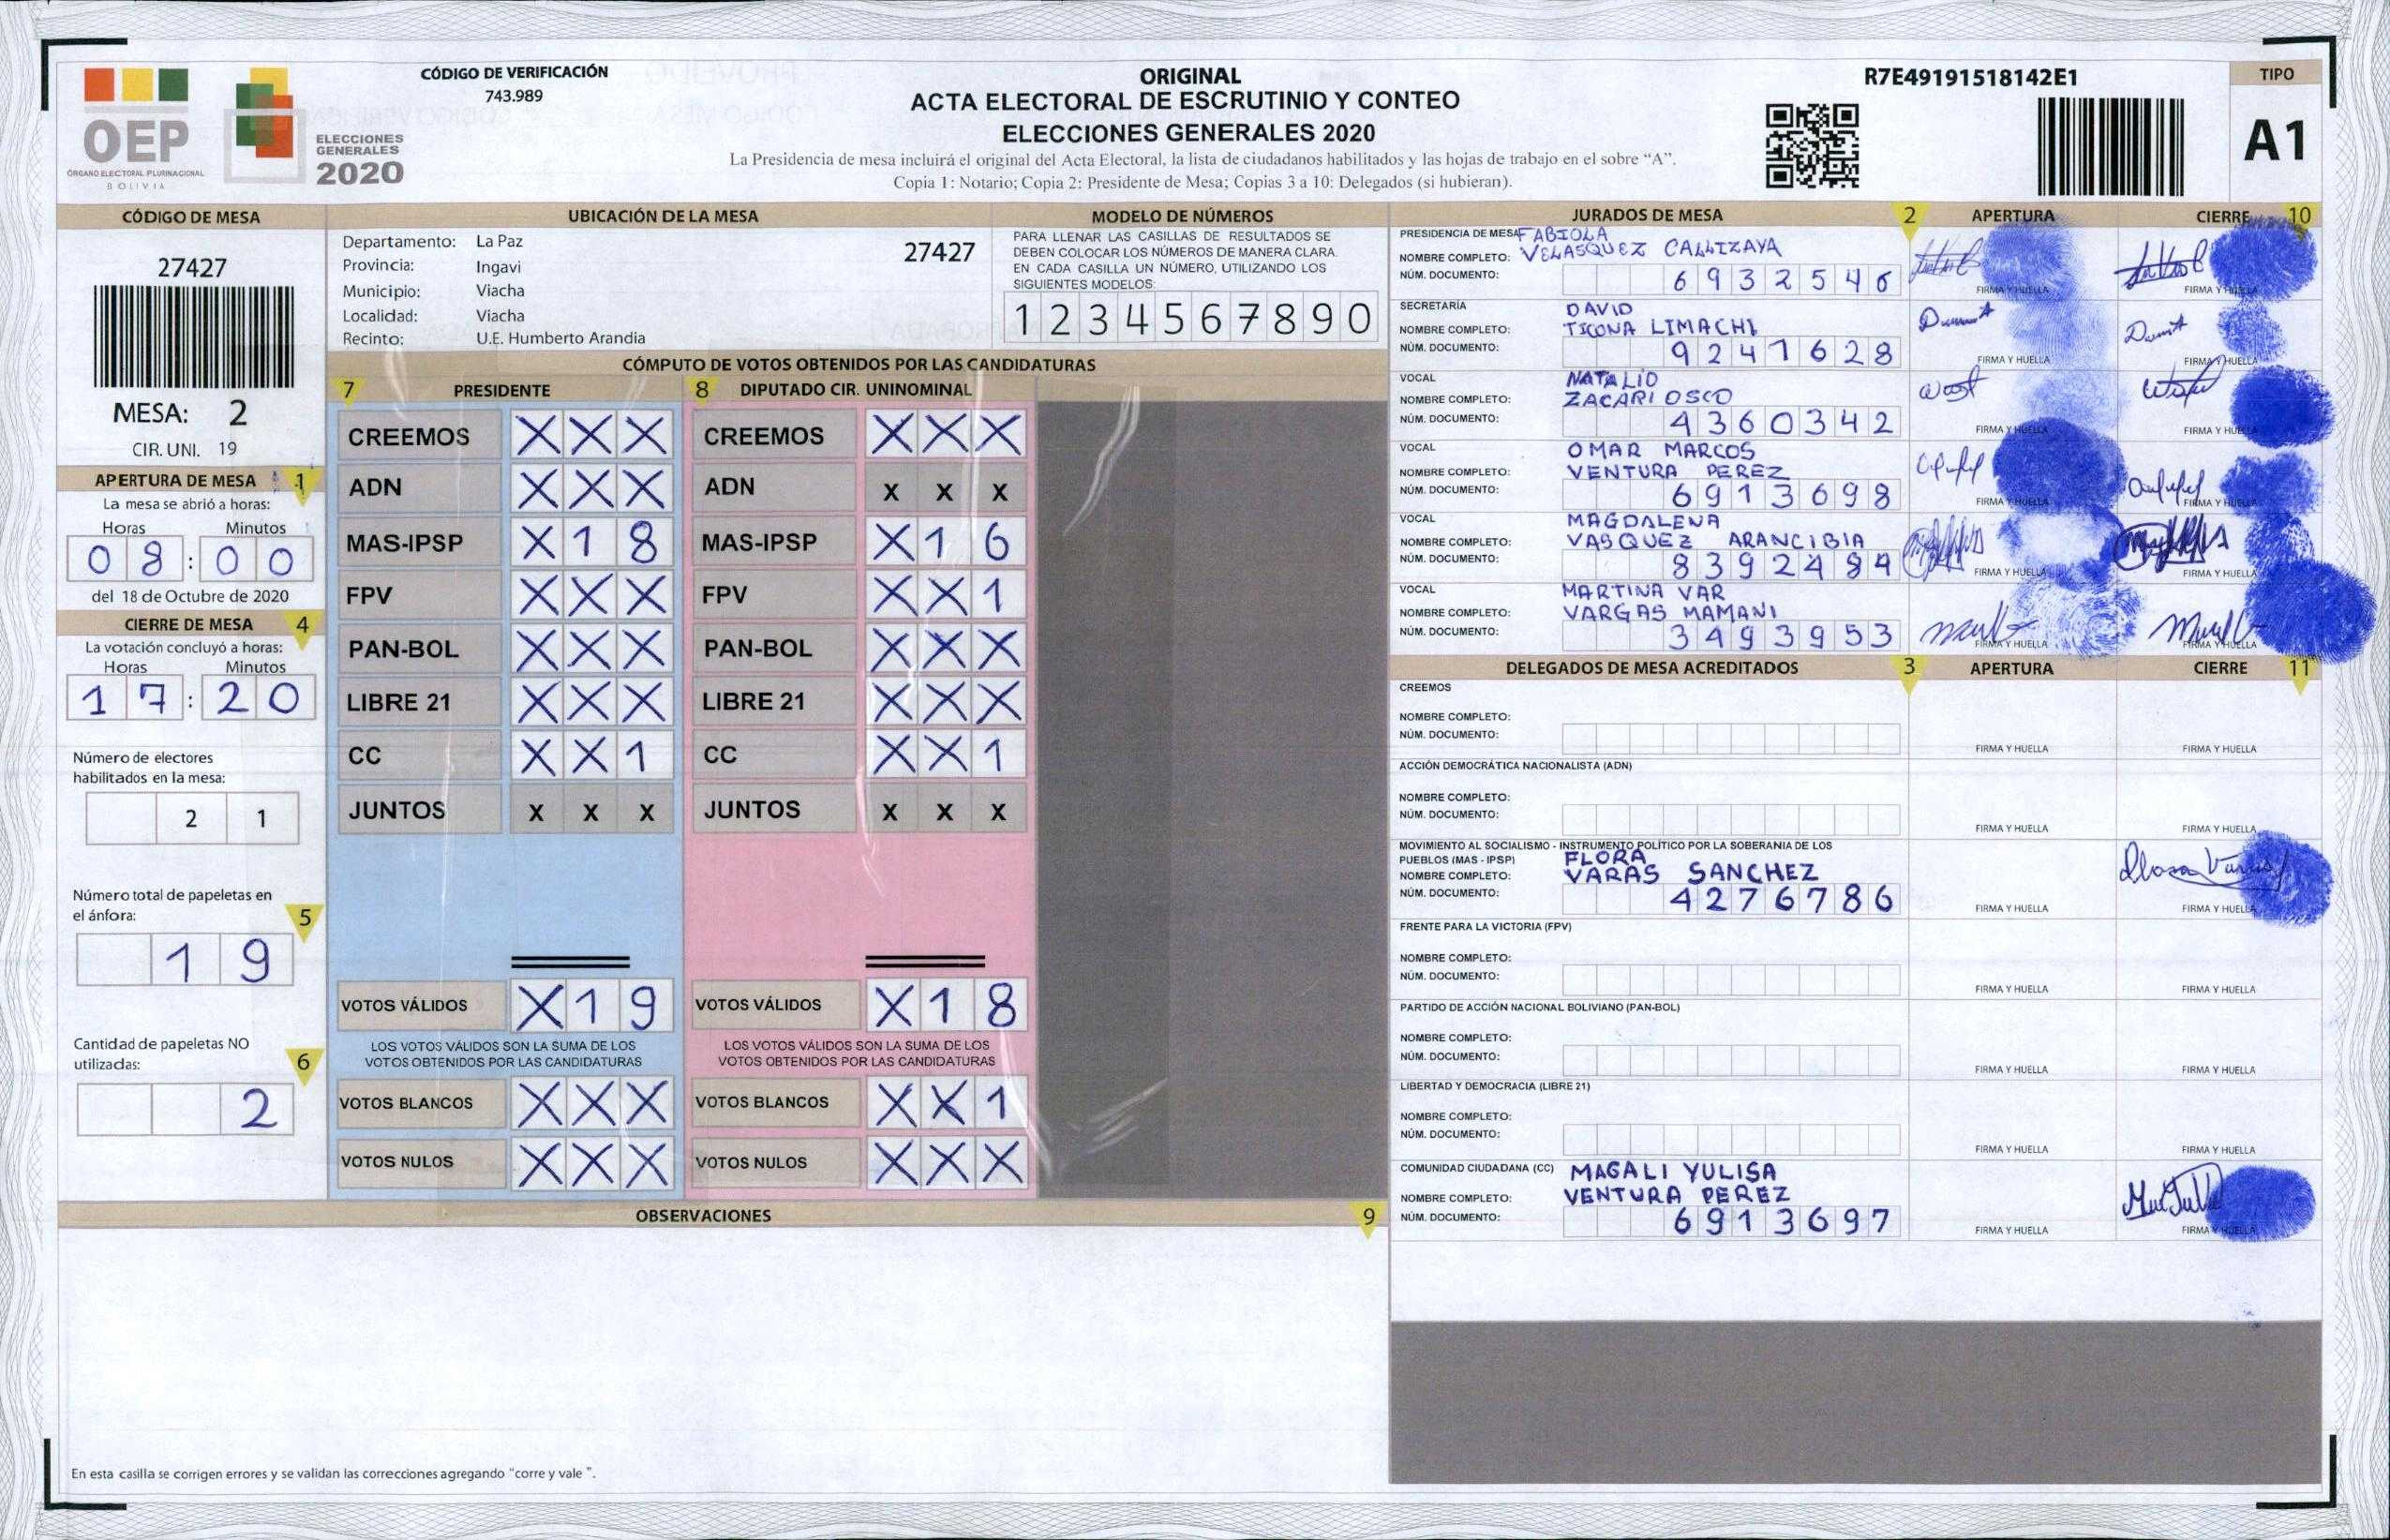 CÓDIGO DE VERIFICACIÓN
743.989
OEP
ÓRGANO ELECTORAL PLURINACIONAL
BOLIVIA
ELECCIONES
GENERALES
2020
ORIGINAL
ACTA ELECTORAL DE ESCRUTINIO Y CONTEO
ELECCIONES GENERALES 2020
La Presidencia de mesa incluirá el original del Acta Electoral, la lista de ciudadanos habilitados y las hojas de trabajo en el sobre “A”.
Copia 1: Notario; Copia 2: Presidente de Mesa; Copias 3 a 10: Delegados (si hubieran).
R7E49191518142E1
TIPO
A1
CÓDIGO DE MESA
27427
MESA: 2
CIR. UNI. 19
APERTURA DE MESA 1
La mesa se abrió a horas:
Horas Minutos
08:00
del 18 de Octubre de 2020
CIERRE DE MESA 4
La votación concluyó a horas:
Horas Minutos
17:20
Número de electores
habilitados en la mesa:
2 1
Número total de papeletas en
el ánfora: 5
1 9
Cantidad de papeletas NO
utilizadas: 6
2
UBICACIÓN DE LA MESA
Departamento: La Paz 27427
Provincia: Ingavi
Municipio: Viacha
Localidad: Viacha
Recinto: U.E. Humberto Arandia
MODELO DE NÚMEROS
PARA LLENAR LAS CASILLAS DE RESULTADOS SE
DEBEN COLOCAR LOS NÚMEROS DE MANERA CLARA.
EN CADA CASILLA UN NÚMERO, UTILIZANDO LOS
SIGUIENTES MODELOS:
1 2 3 4 5 6 7 8 9 0
CÓMPUTO DE VOTOS OBTENIDOS POR LAS CANDIDATURAS
7 PRESIDENTE
CREEMOS X X X
ADN X X X
MAS-IPSP X 1 8
FPV X X X
PAN-BOL X X X
LIBRE 21 X X X
CC X X 1
JUNTOS X X X
VOTOS VÁLIDOS X 1 9
LOS VOTOS VÁLIDOS SON LA SUMA DE LOS
VOTOS OBTENIDOS POR LAS CANDIDATURAS
VOTOS BLANCOS X X X
VOTOS NULOS X X X
8 DIPUTADO CIR. UNINOMINAL
CREEMOS X X X
ADN X X X
MAS-IPSP X 1 6
FPV X X 1
PAN-BOL X X X
LIBRE 21 X X X
CC X X 1
JUNTOS X X X
VOTOS VÁLIDOS X 1 8
LOS VOTOS VÁLIDOS SON LA SUMA DE LOS
VOTOS OBTENIDOS POR LAS CANDIDATURAS
VOTOS BLANCOS X X 1
VOTOS NULOS X X X
OBSERVACIONES 9
En esta casilla se corrigen errores y se validan las correcciones agregando "corre y vale ".
JURADOS DE MESA 2 APERTURA CIERRE 10
PRESIDENCIA DE MESA FABIOLA
NOMBRE COMPLETO: VELASQUEZ CALLIZAYA
NÚM. DOCUMENTO: 6932546
FIRMA Y HUELLA FIRMA Y HUELLA
SECRETARÍA DAVID
NOMBRE COMPLETO: TICONA LIMACHI
NÚM. DOCUMENTO: 9241628
FIRMA Y HUELLA FIRMA Y HUELLA
VOCAL NATALIO
NOMBRE COMPLETO: ZACARI OSCO
NÚM. DOCUMENTO: 4360342
FIRMA Y HUELLA FIRMA Y HUELLA
VOCAL OMAR MARCOS
NOMBRE COMPLETO: VENTURA PEREZ
NÚM. DOCUMENTO: 6913698
FIRMA Y HUELLA FIRMA Y HUELLA
VOCAL MAGDALENA
NOMBRE COMPLETO: VASQUEZ ARANCIBIA
NÚM. DOCUMENTO:
FIRMA Y HUELLA FIRMA Y HUELLA
VOCAL MARTINA VAR
NOMBRE COMPLETO: VARGAS MAMANI
NÚM. DOCUMENTO: 3493953
FIRMA Y HUELLA FIRMA Y HUELLA
DELEGADOS DE MESA ACREDITADOS 3 APERTURA CIERRE 11
CREEMOS
NOMBRE COMPLETO:
NÚM. DOCUMENTO:
FIRMA Y HUELLA FIRMA Y HUELLA
ACCIÓN DEMOCRÁTICA NACIONALISTA (ADN)
NOMBRE COMPLETO:
NÚM. DOCUMENTO:
FIRMA Y HUELLA FIRMA Y HUELLA
MOVIMIENTO AL SOCIALISMO - INSTRUMENTO POLÍTICO POR LA SOBERANIA DE LOS
PUEBLOS (MAS - IPSP) FLORA
NOMBRE COMPLETO: VARAS SANCHEZ
NÚM. DOCUMENTO: 4276786
FIRMA Y HUELLA FIRMA Y HUELLA
FRENTE PARA LA VICTORIA (FPV)
NOMBRE COMPLETO:
NÚM. DOCUMENTO:
FIRMA Y HUELLA FIRMA Y HUELLA
PARTIDO DE ACCIÓN NACIONAL BOLIVIANO (PAN-BOL)
NOMBRE COMPLETO:
NÚM. DOCUMENTO:
FIRMA Y HUELLA FIRMA Y HUELLA
LIBERTAD Y DEMOCRACIA (LIBRE 21)
NOMBRE COMPLETO:
NÚM. DOCUMENTO:
FIRMA Y HUELLA FIRMA Y HUELLA
COMUNIDAD CIUDADANA (CC) MAGALI YULISA
NOMBRE COMPLETO: VENTURA PEREZ
NÚM. DOCUMENTO: 6913697
FIRMA Y HUELLA FIRMA Y HUELLA